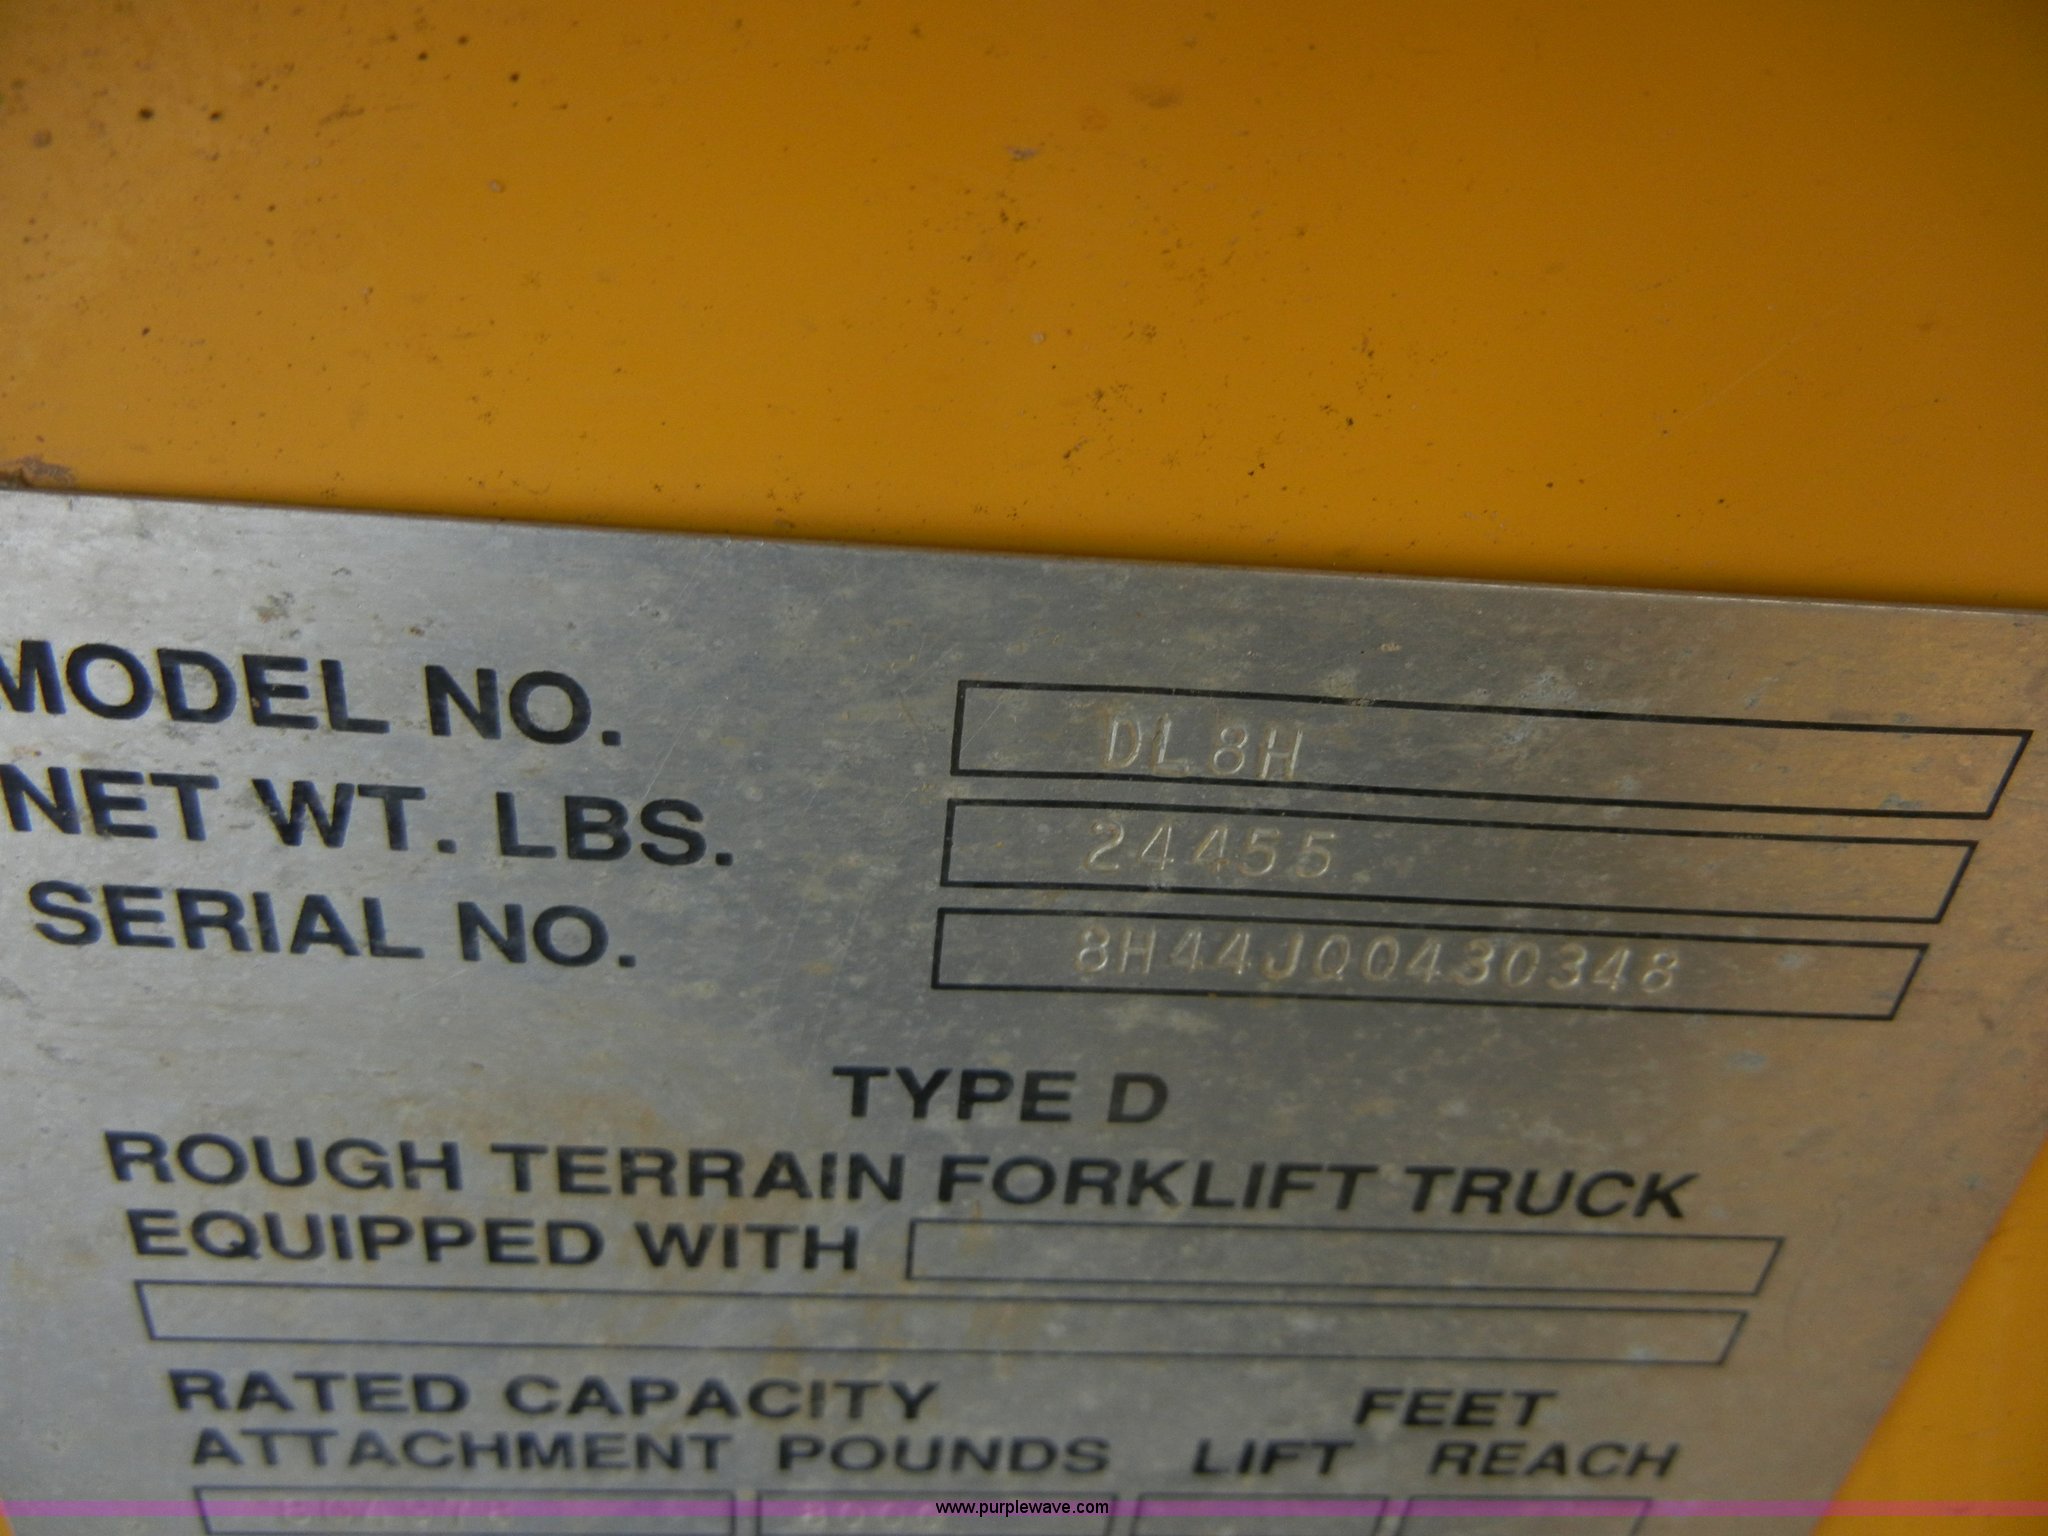 MODEL NO. DL8H
NET WT. LBS. 24455
SERIAL NO. 8H44JQ0430348
TYPE D
ROUGH TERRAIN FORKLIFT TRUCK
EQUIPPED WITH
RATED CAPACITY FEET
ATTACHMENT POUNDS LIFT REACH
www.purplewave.com